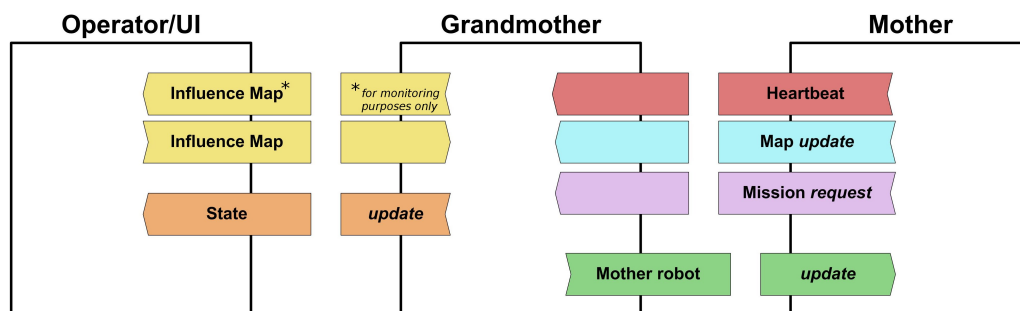 Operator/UI
Grandmother
Mother
Influence Map*
*for monitoring
purposes only
Heartbeat
Influence Map
Map update
Mission request
State
update
Mother robot
update